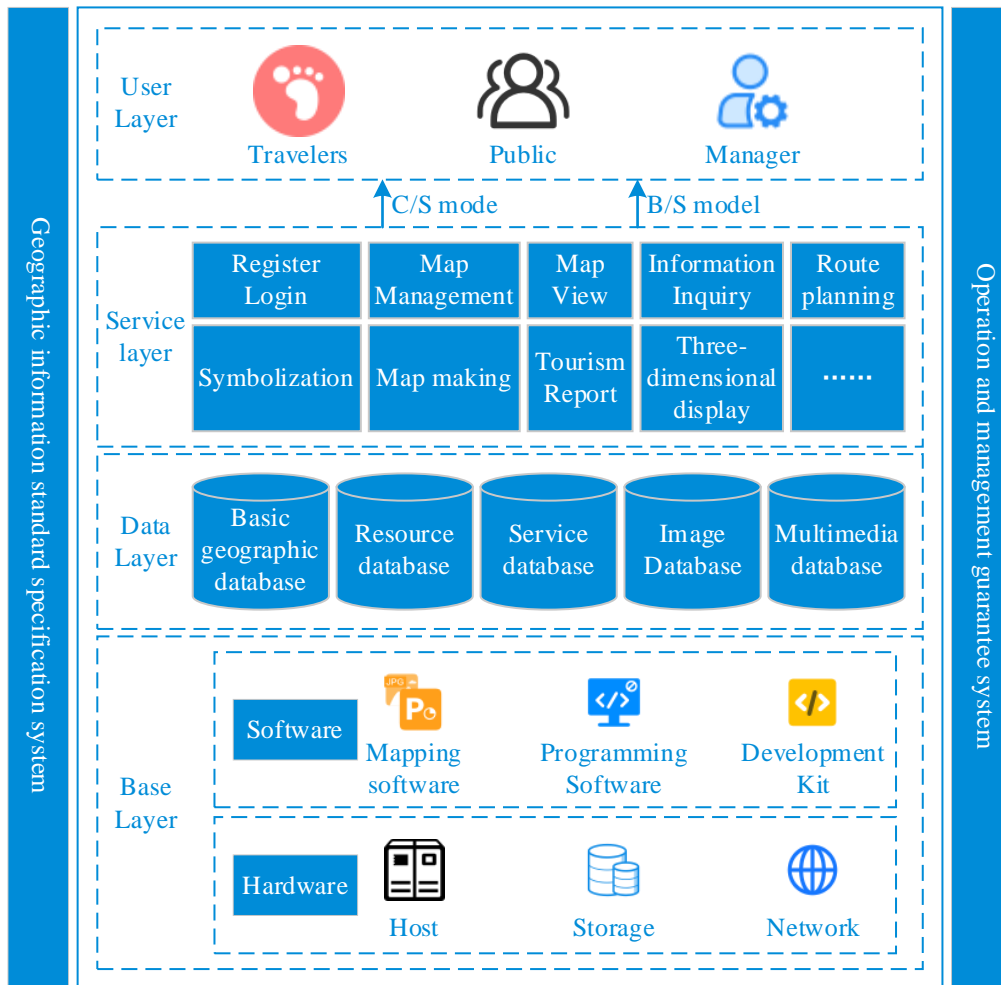 Geographic information standard specification system
User
Layer
Travelers
Public
Manager
C/S mode
B/S model
Service
layer
Register
Login
Map
Management
Map
View
Information
Inquiry
Route
planning
Symbolization
Map making
Tourism
Report
Three-
dimensional
display
······
Data
Layer
Basic
geographic
database
Resource
database
Service
database
Image
Database
Multimedia
database
Base
Layer
Software
JPG
P
Mapping
software
</>
Programming
Software
</>
Development
Kit
Hardware
Host
Storage
Network
Operation and management guarantee system